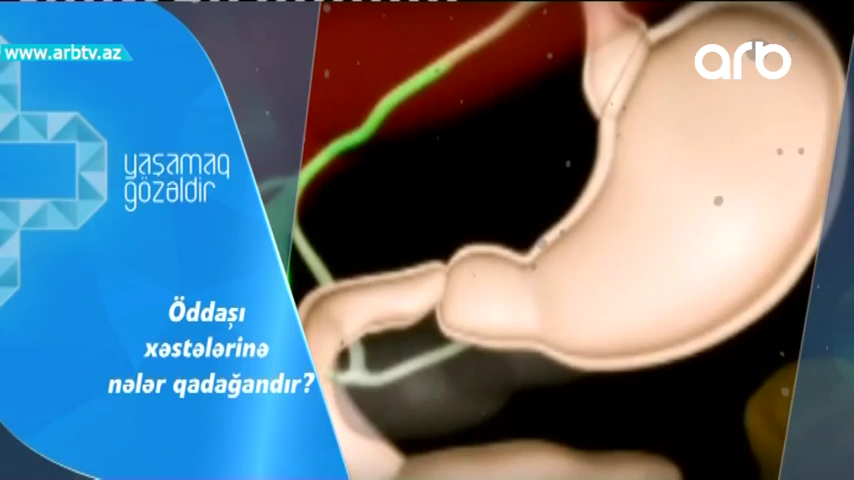 www.arbtv.az
arb
yaşamaq
gözəldir
Öddaşı
xəstələrinə
nələr qadağandır?